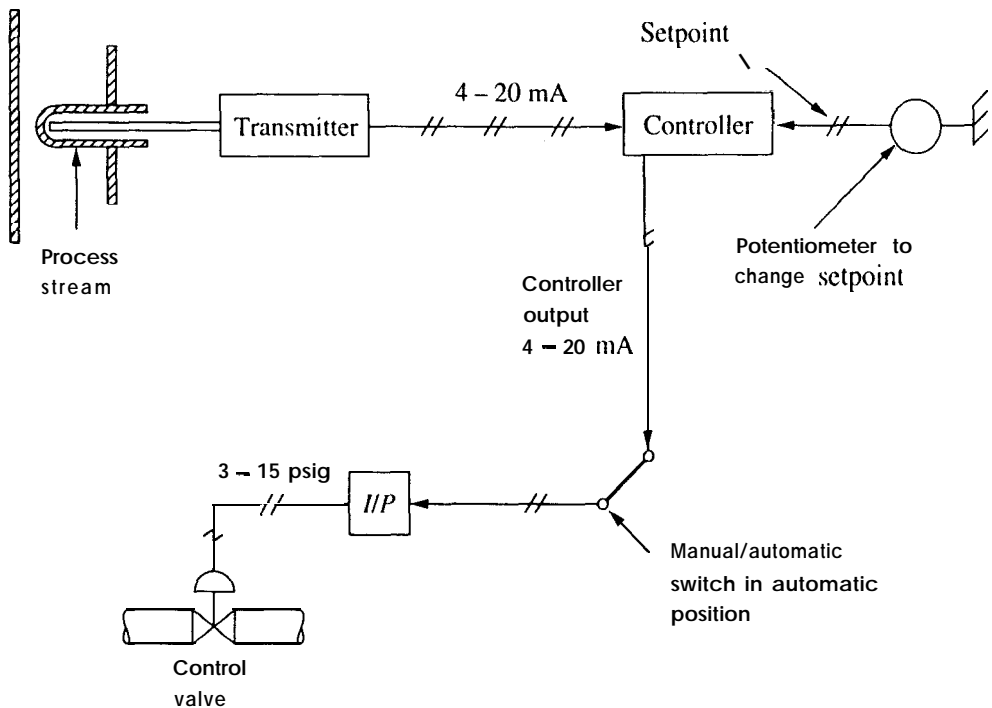 Setpoint
4 – 20 mA
Transmitter
Controller
Process
stream
Potentiometer to
change setpoint
Controller
output
4 – 20 mA
3 – 15 psig
I/P
Manual/automatic
switch in automatic
position
Control
valve